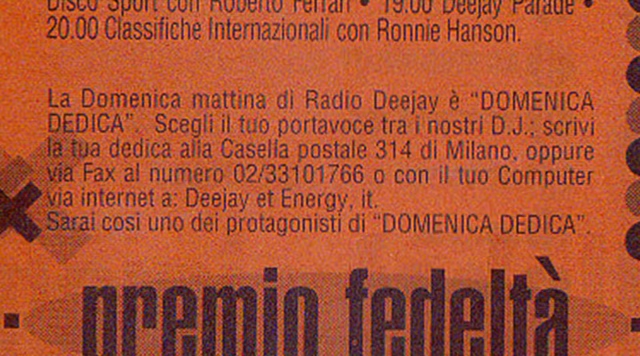 Disco Sport con Roberto Ferrari • 19.00 Deejay Parade •
20.00 Classifiche Internazionali con Ronnie Hanson.
La Domenica mattina di Radio Deejay è “DOMENICA
DEDICA”. Scegli il tuo portavoce tra i nostri D.J.; scrivi
la tua dedica alla Casella postale 314 di Milano, oppure
via Fax al numero 02/33101766 o con il tuo Computer
via internet a: Deejay et Energy, it.
Sarai cosi uno dei protagonisti di “DOMENICA DEDICA”.
premio fedeltà